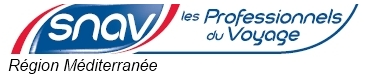 snav
les Professionnels
du Voyage
Région Méditerranée